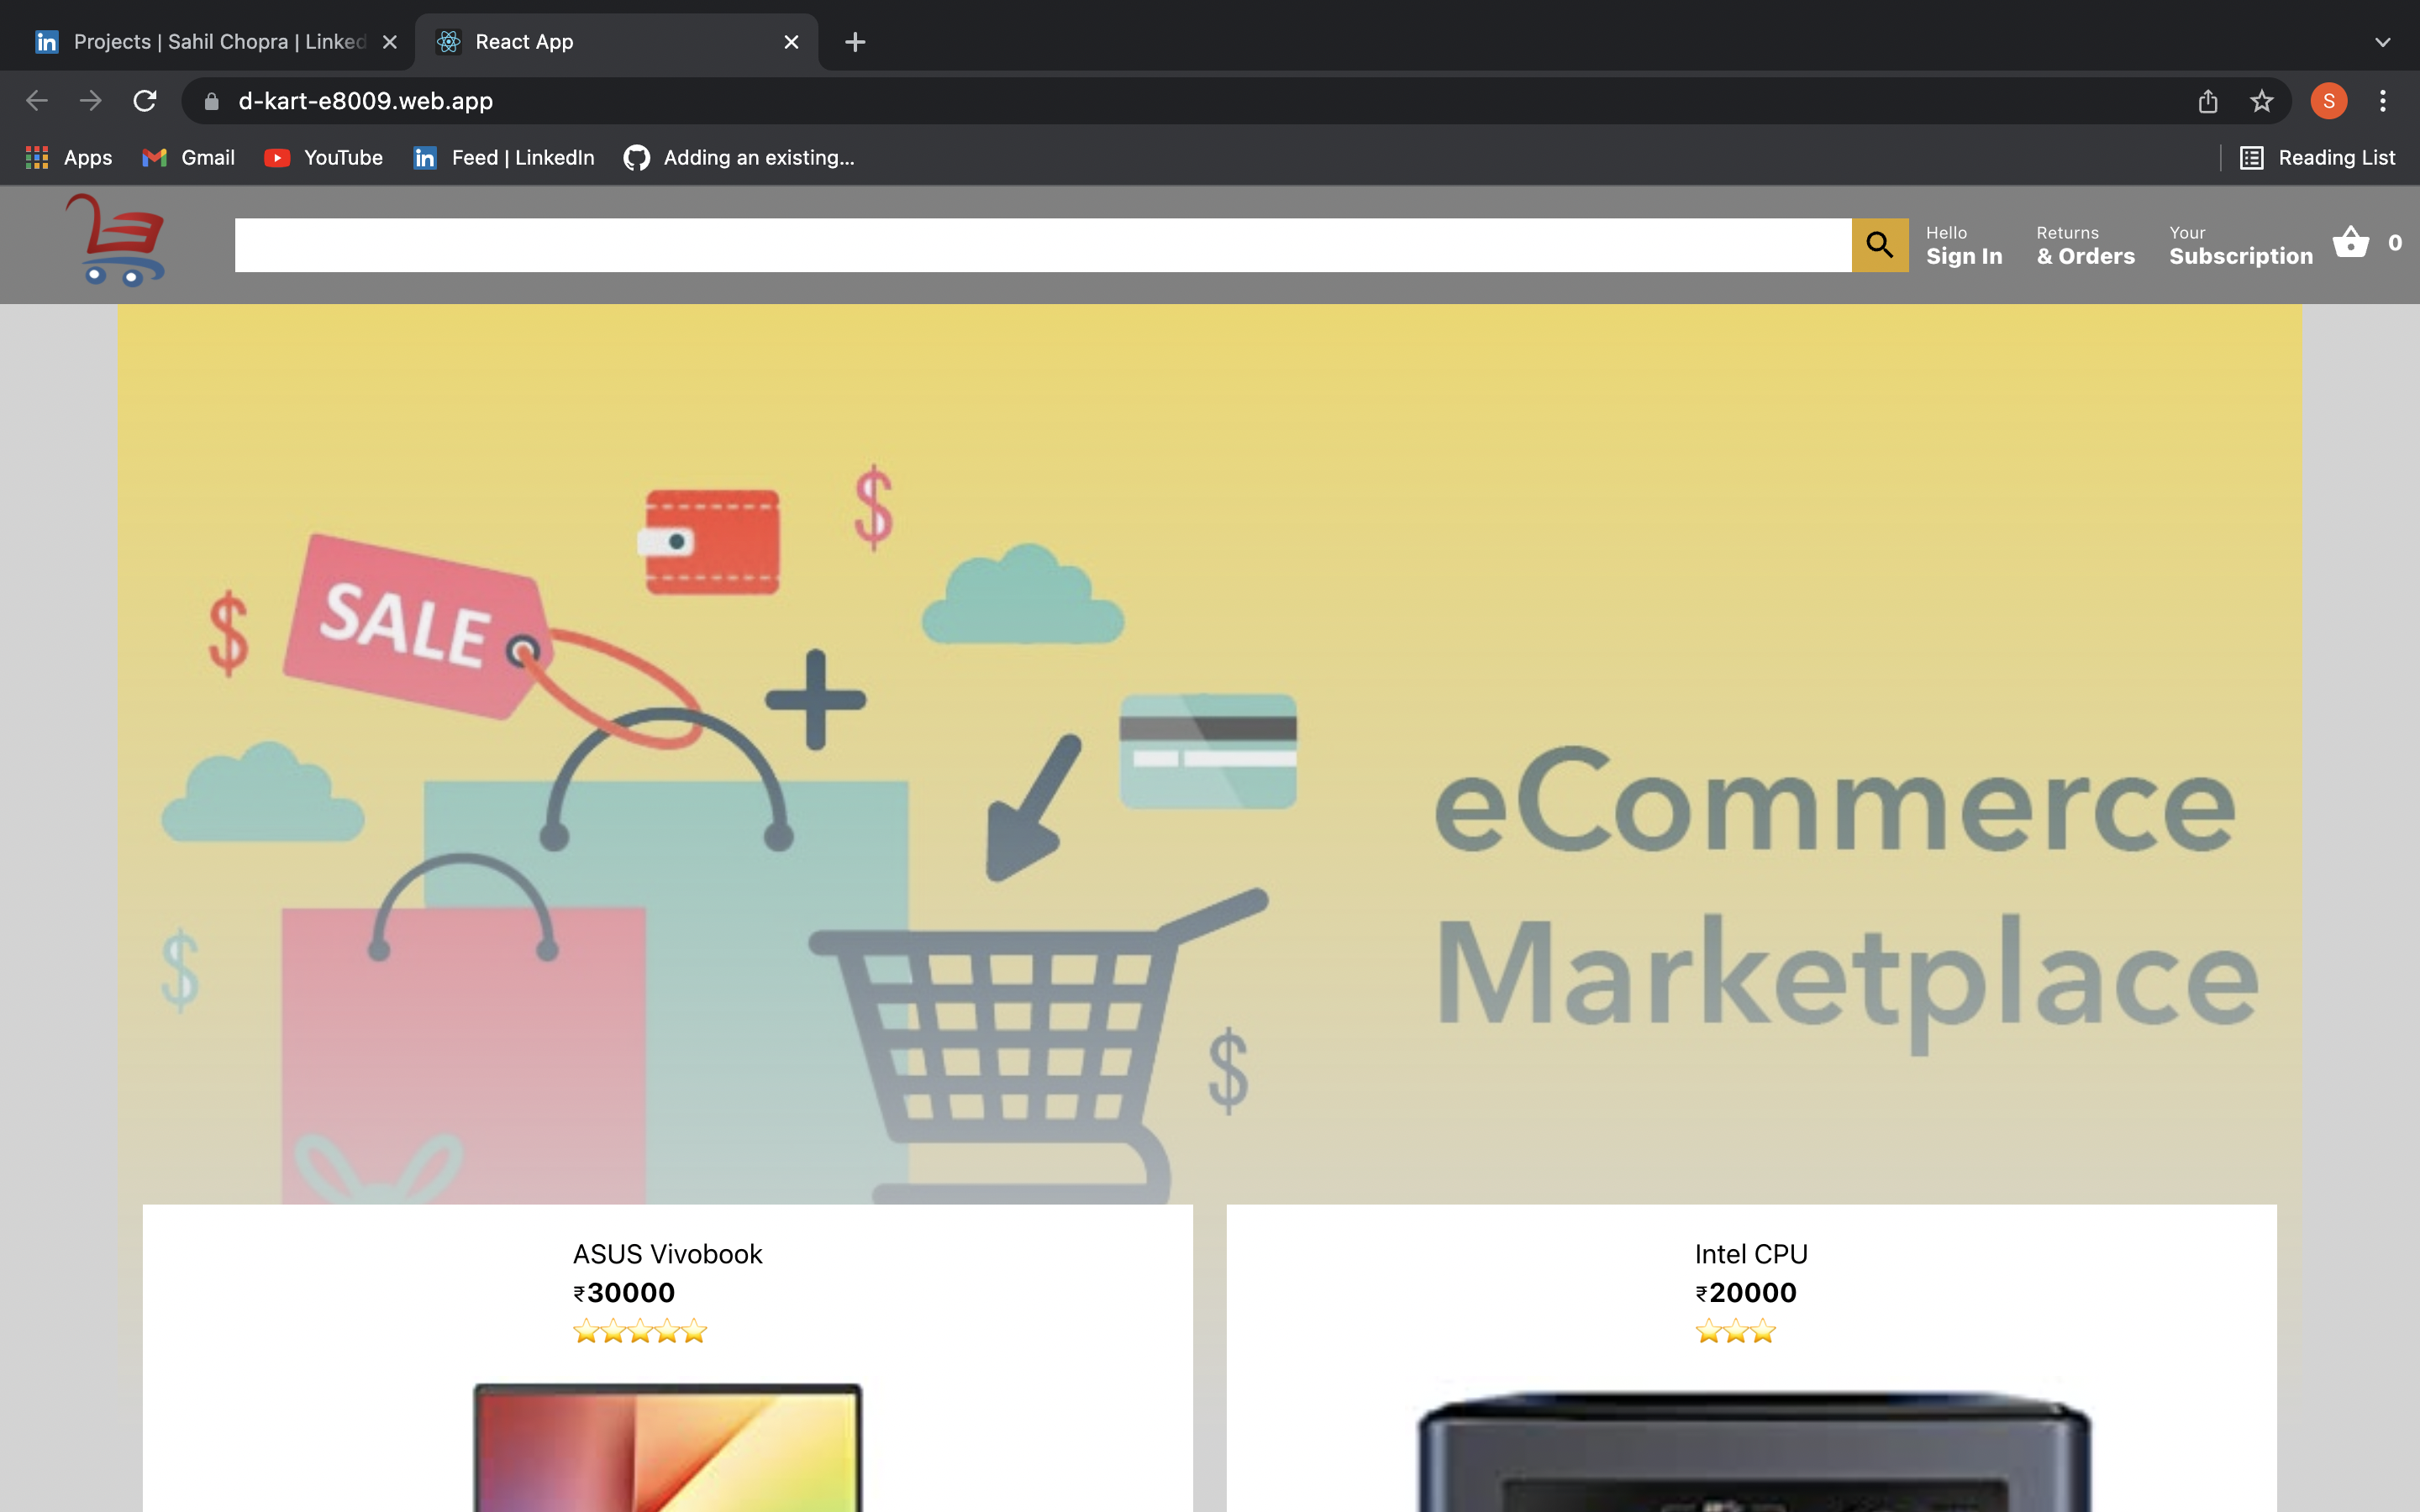 Projects | Sahil Chopra | Linked
React App
d-kart-e8009.web.app
S
Apps
Gmail
YouTube
Feed | LinkedIn
Adding an existing...
Reading List
Hello
Sign In
Returns
& Orders
Your
Subscription
0
SALE
eCommerce
Marketplace
ASUS Vivobook
₹30000
Intel CPU
₹20000